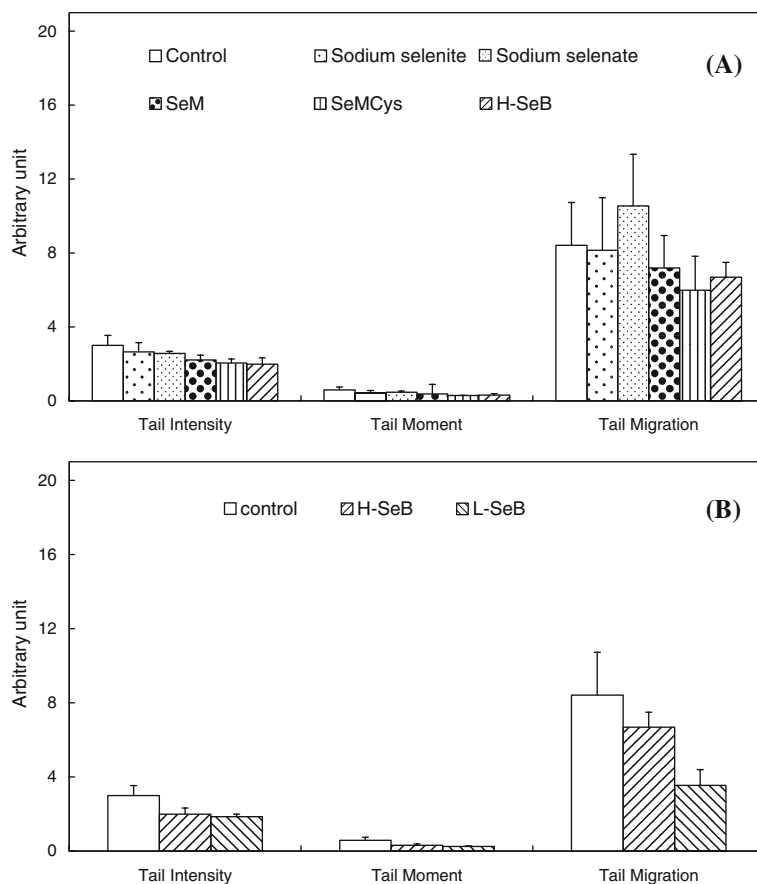 20
16
12
8
4
0
Arbitrary unit
Control Sodium selenite Sodium selenate
(A)
SeM SeMCys H-SeB
Tail Intensity Tail Moment Tail Migration
20
16
12
8
4
0
Arbitrary unit
control H-SeB L-SeB
(B)
Tail Intensity Tail Moment Tail Migration